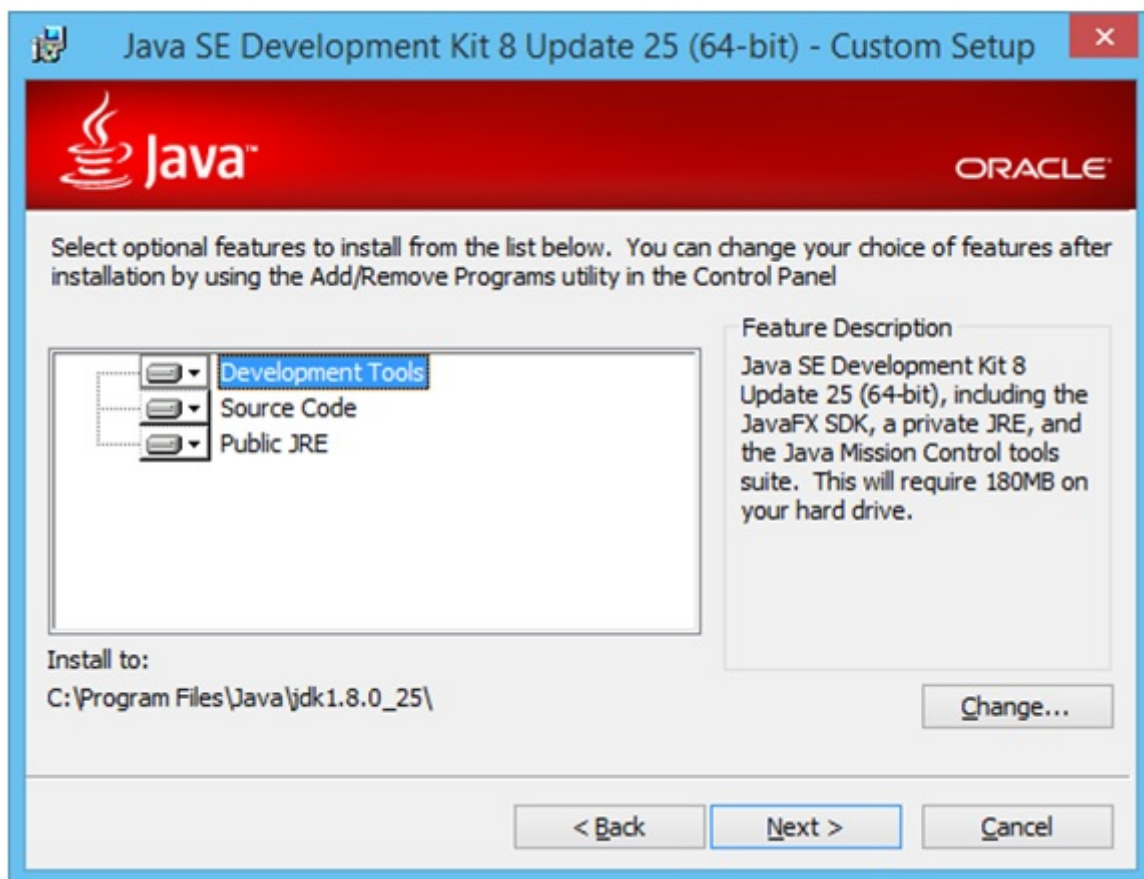 Java SE Development Kit 8 Update 25 (64-bit) - Custom Setup
Java™
ORACLE
Select optional features to install from the list below.  You can change your choice of features after
installation by using the Add/Remove Programs utility in the Control Panel
Development Tools
Source Code
Public JRE
Feature Description
Java SE Development Kit 8
Update 25 (64-bit), including the
JavaFX SDK, a private JRE, and
the Java Mission Control tools
suite.  This will require 180MB on
your hard drive.
Install to:
C:\Program Files\Java\jdk1.8.0_25\
Change...
< Back
Next >
Cancel